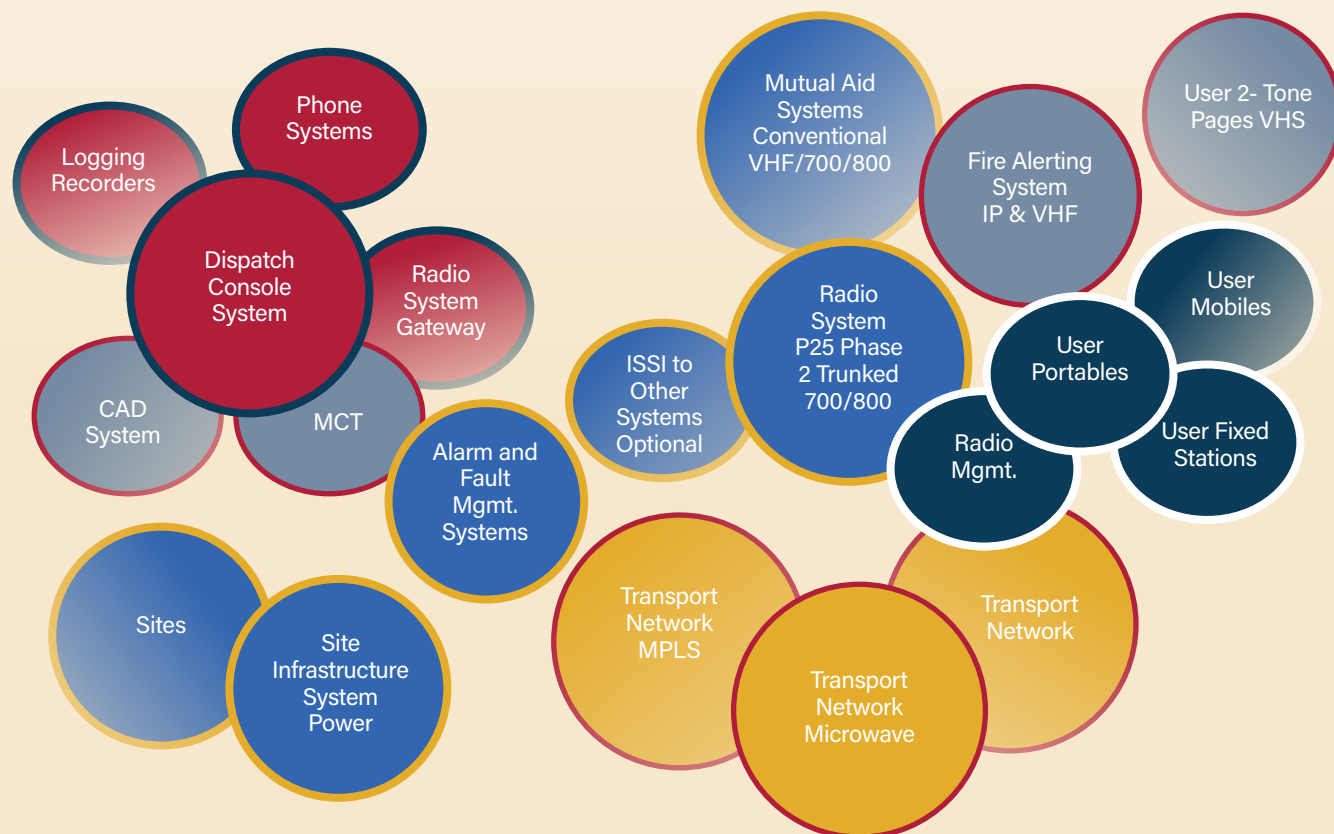 Phone
Systems
Logging
Recorders
Dispatch
Console
System
Radio
System
Gateway
CAD
System
MCT
Alarm and
Fault
Mgmt.
Systems
Sites
Site
Infrastructure
System
Power
Mutual Aid
Systems
Conventional
VHF/700/800
Fire Alerting
System
IP & VHF
User 2- Tone
Pages VHS
User
Mobiles
Radio
System
P25 Phase
2 Trunked
700/800
ISSI to
Other
Systems
Optional
User
Portables
User Fixed
Stations
Radio
Mgmt.
Transport
Network
MPLS
Transport
Network
Microwave
Transport
Network